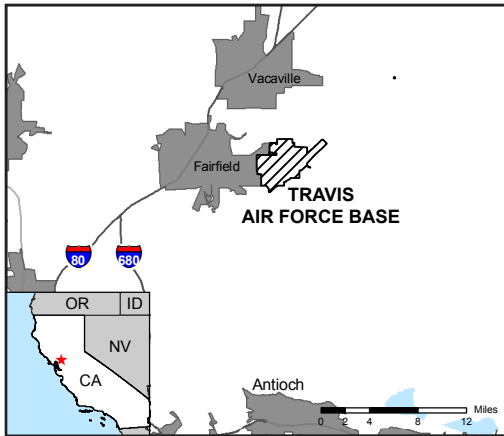 Vacaville
Fairfield
TRAVIS
AIR FORCE BASE
80
680
OR
ID
NV
CA
Antioch
Miles
0 2 4 8 12